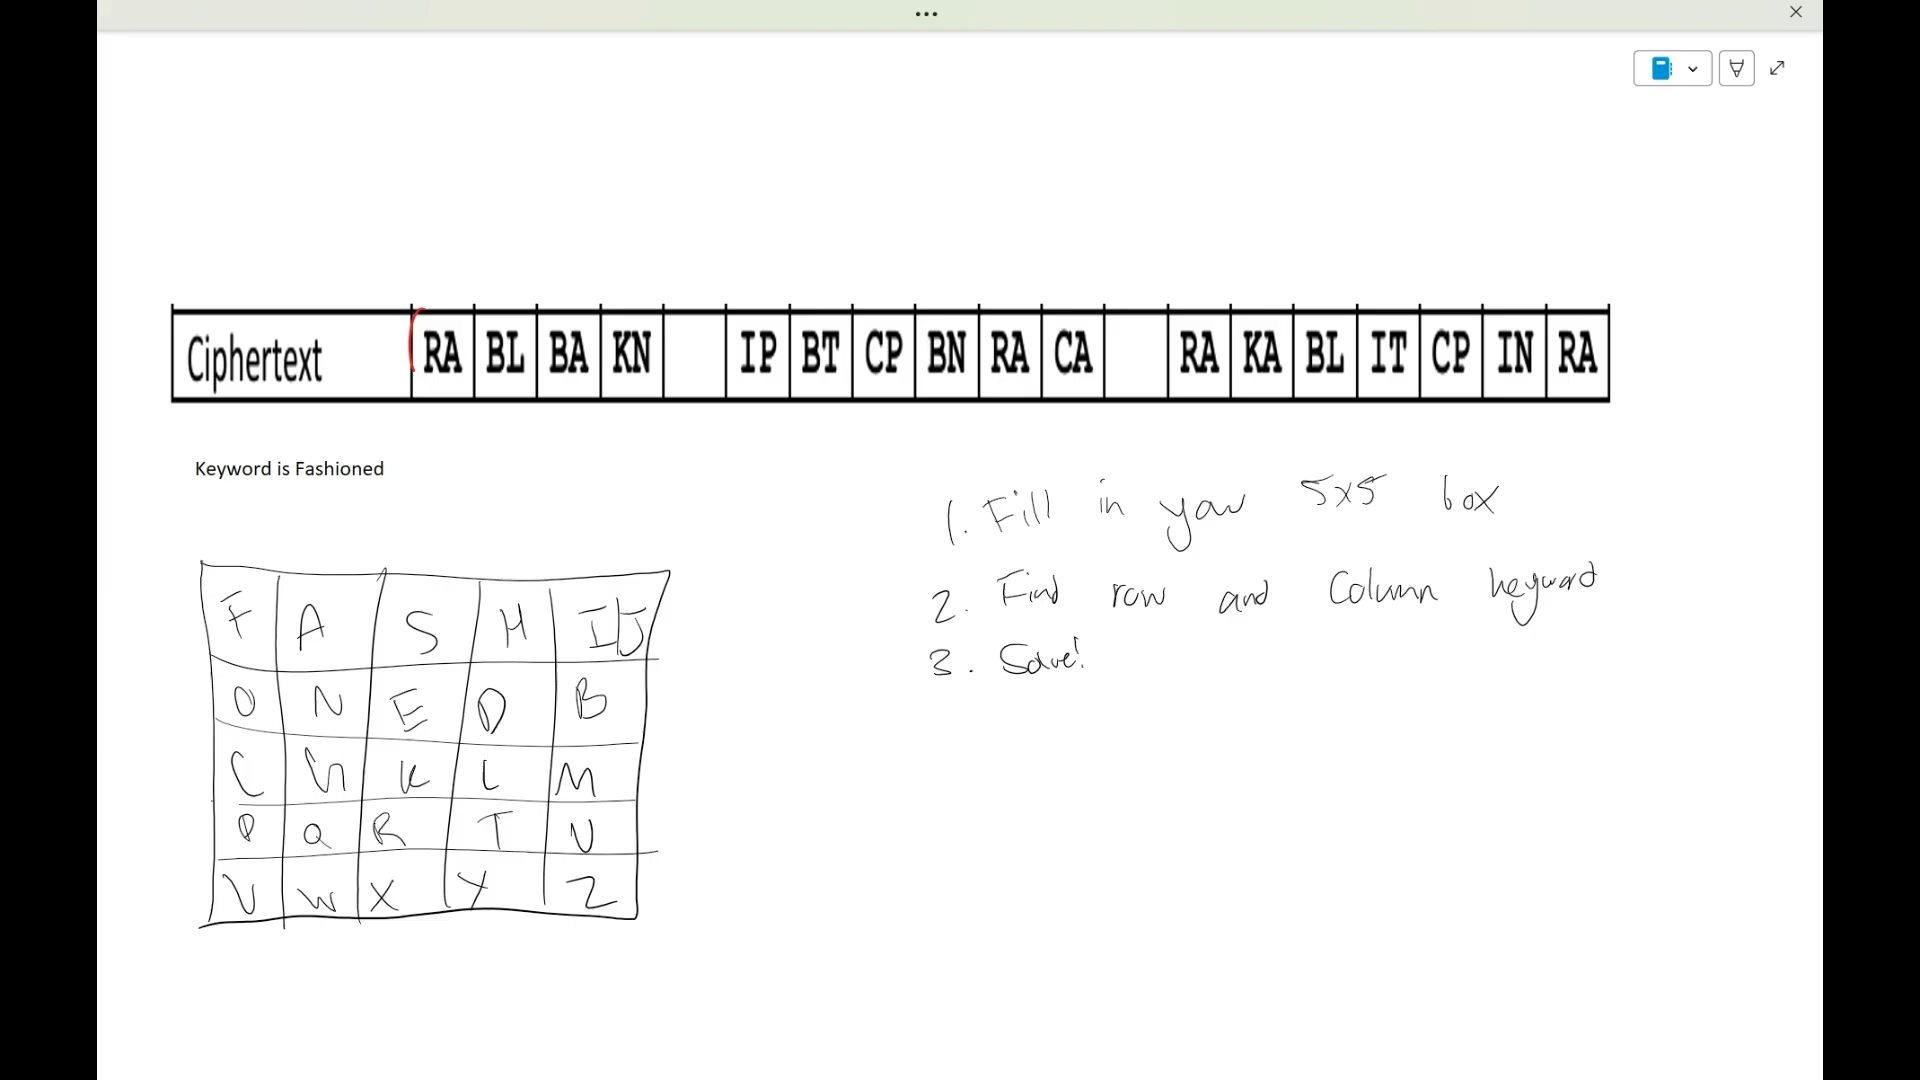 Ciphertext RA BL BA KN IP BT CP BN RA CA RA KA BL IT CP IN RA
Keyword is Fashioned
1. Fill in your 5x5 box
2. Find row and Column keyword
3. Solve!
F A S H I/J
O N E D B
C G K L M
P Q R T U
V W X Y Z